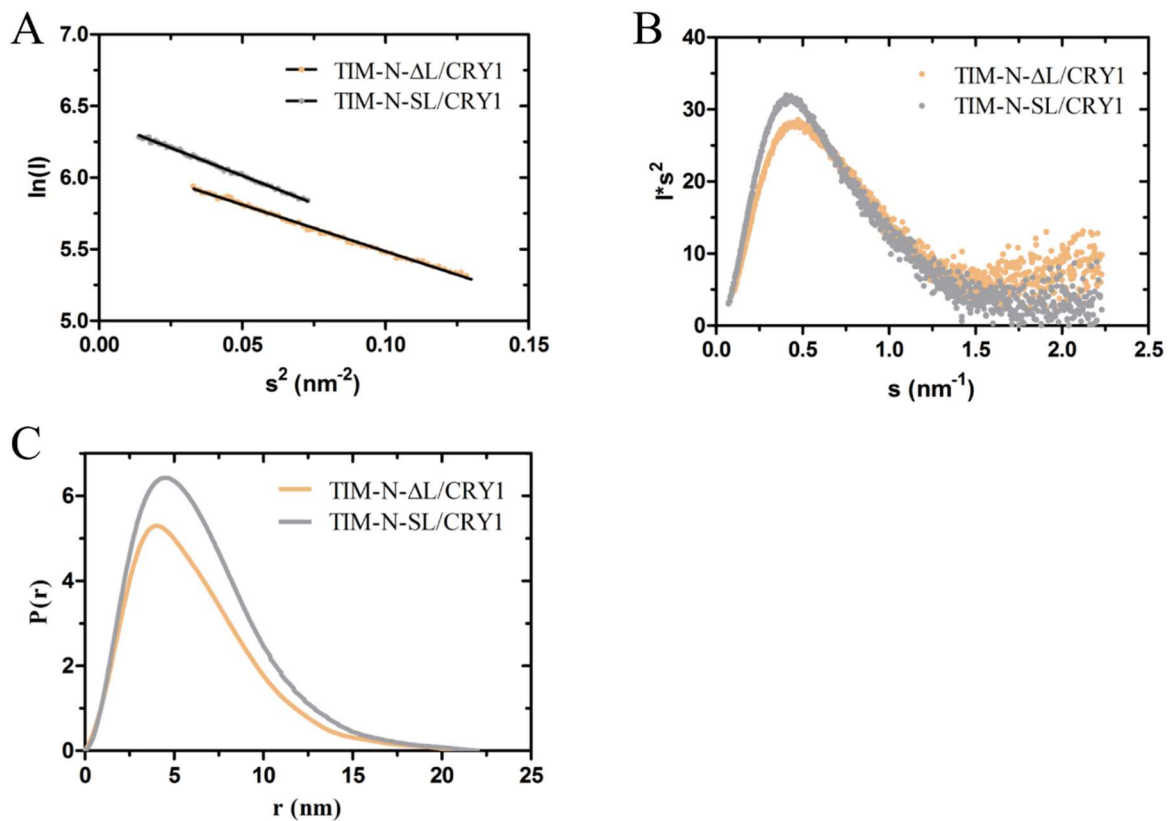 A
7.0
6.5
6.0
5.5
5.0
ln(I)
TIM-N-ΔL/CRY1
TIM-N-SL/CRY1
0.00
0.05
0.10
0.15
s² (nm⁻²)
B
40
30
20
10
0
I*s²
TIM-N-ΔL/CRY1
TIM-N-SL/CRY1
0.0
0.5
1.0
1.5
2.0
2.5
s (nm⁻¹)
C
6
4
2
0
P(r)
TIM-N-ΔL/CRY1
TIM-N-SL/CRY1
0
5
10
15
20
25
r (nm)